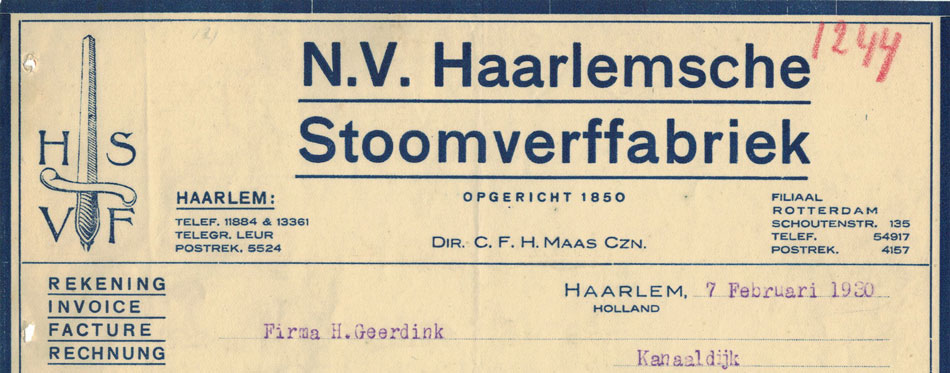 1244
N.V. Haarlemsche
Stoomverffabriek
H S
V F
HAARLEM:
TELEF. 11884 & 13361
TELEGR. LEUR
POSTREK. 5524
OPGERICHT 1850
DIR. C. F. H. MAAS CZN.
FILIAAL
ROTTERDAM
SCHOUTENSTR. 135
TELEF. 54917
POSTREK. 4157
REKENING
INVOICE
FACTURE
RECHNUNG
HAARLEM, 7 Februari 1930
HOLLAND
Firma H.Geerdink
Kanaaldijk